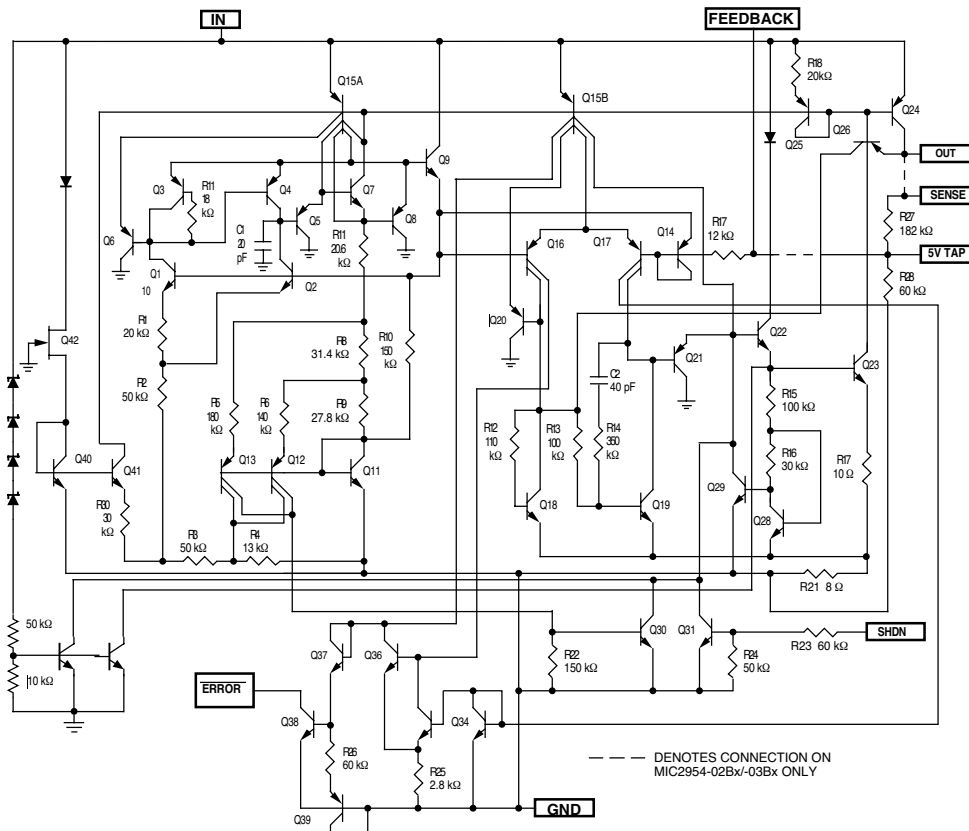 IN
FEEDBACK
Q15A
Q15B
R18
20kΩ
Q24
Q25
Q26
OUT
SENSE
5V TAP
Q3
R11
18
kΩ
Q4
Q5
Q7
Q9
Q8
Q6
C1
20
pF
R11
20.6
kΩ
Q16
Q17
Q14
R17
12 kΩ
R27
182 kΩ
R28
60 kΩ
Q1
10
Q2
Q42
R1
20 kΩ
R2
50 kΩ
R8
31.4 kΩ
R10
150
kΩ
Q20
Q21
Q22
Q23
C2
40 pF
R15
100 kΩ
R5
180
kΩ
R6
140
kΩ
R9
27.8 kΩ
R12
110
kΩ
R13
100
kΩ
R14
350
kΩ
R16
30 kΩ
R17
10 Ω
Q40
Q41
Q13
Q12
Q11
Q18
Q19
Q29
Q28
R30
30
kΩ
R3
50 kΩ
R4
13 kΩ
R21 8 Ω
50 kΩ
10 kΩ
Q37
Q36
Q30
Q31
R22
150 kΩ
R24
50 kΩ
R23 60 kΩ
SHDN
ERROR
Q38
Q34
R26
60 kΩ
R25
2.8 kΩ
Q39
GND
DENOTES CONNECTION ON
MIC2954-02Bx/-03Bx ONLY